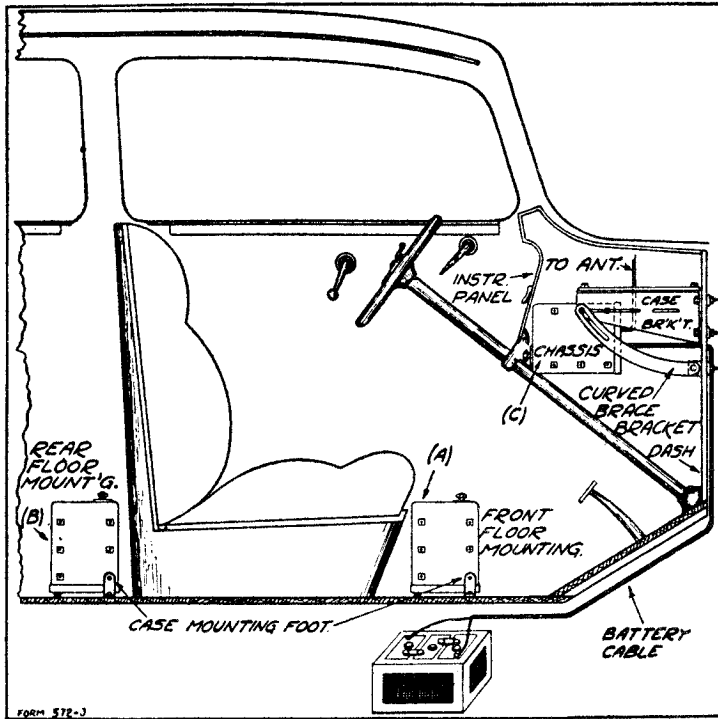 INSTR.
PANEL
TO ANT.
CASE
BR'K'T.
CHASSIS
(C)
CURVED
BRACE
BRACKET
DASH
REAR
FLOOR
MOUNT'G.
(B)
(A)
FRONT
FLOOR
MOUNTING.
CASE MOUNTING FOOT.
BATTERY
CABLE
FORM 572-J